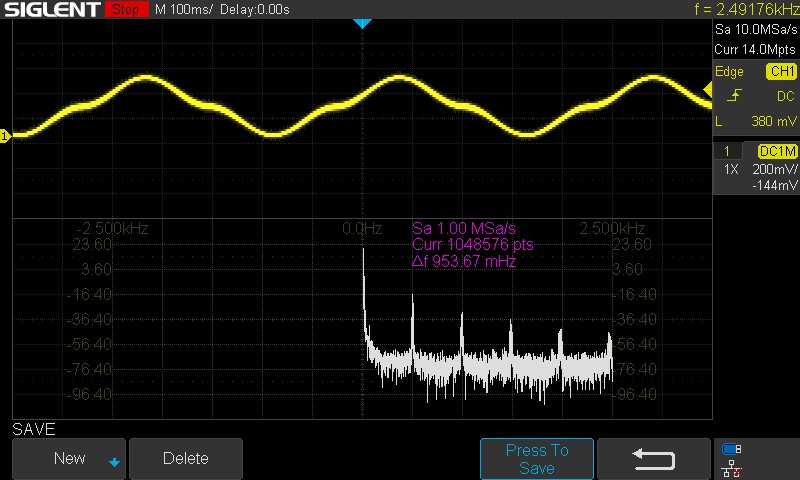 SIGLENT Stop M 100ms/ Delay:0.00s f = 2.49176kHz
Sa 10.0MSa/s
Curr 14.0Mpts
Edge CH1
DC
L 380 mV
1 DC1M
1X 200mV/
-144mV
1
-2.500kHz 0.0Hz Sa 1.00 MSa/s 2.500kHz
23.60 Curr 1048576 pts 23.60
3.60 Δf 953.67 mHz 3.60
-16.40 -16.40
-36.40 -36.40
-56.40 -56.40
-76.40 -76.40
-96.40 -96.40
SAVE
New Delete Press To
Save